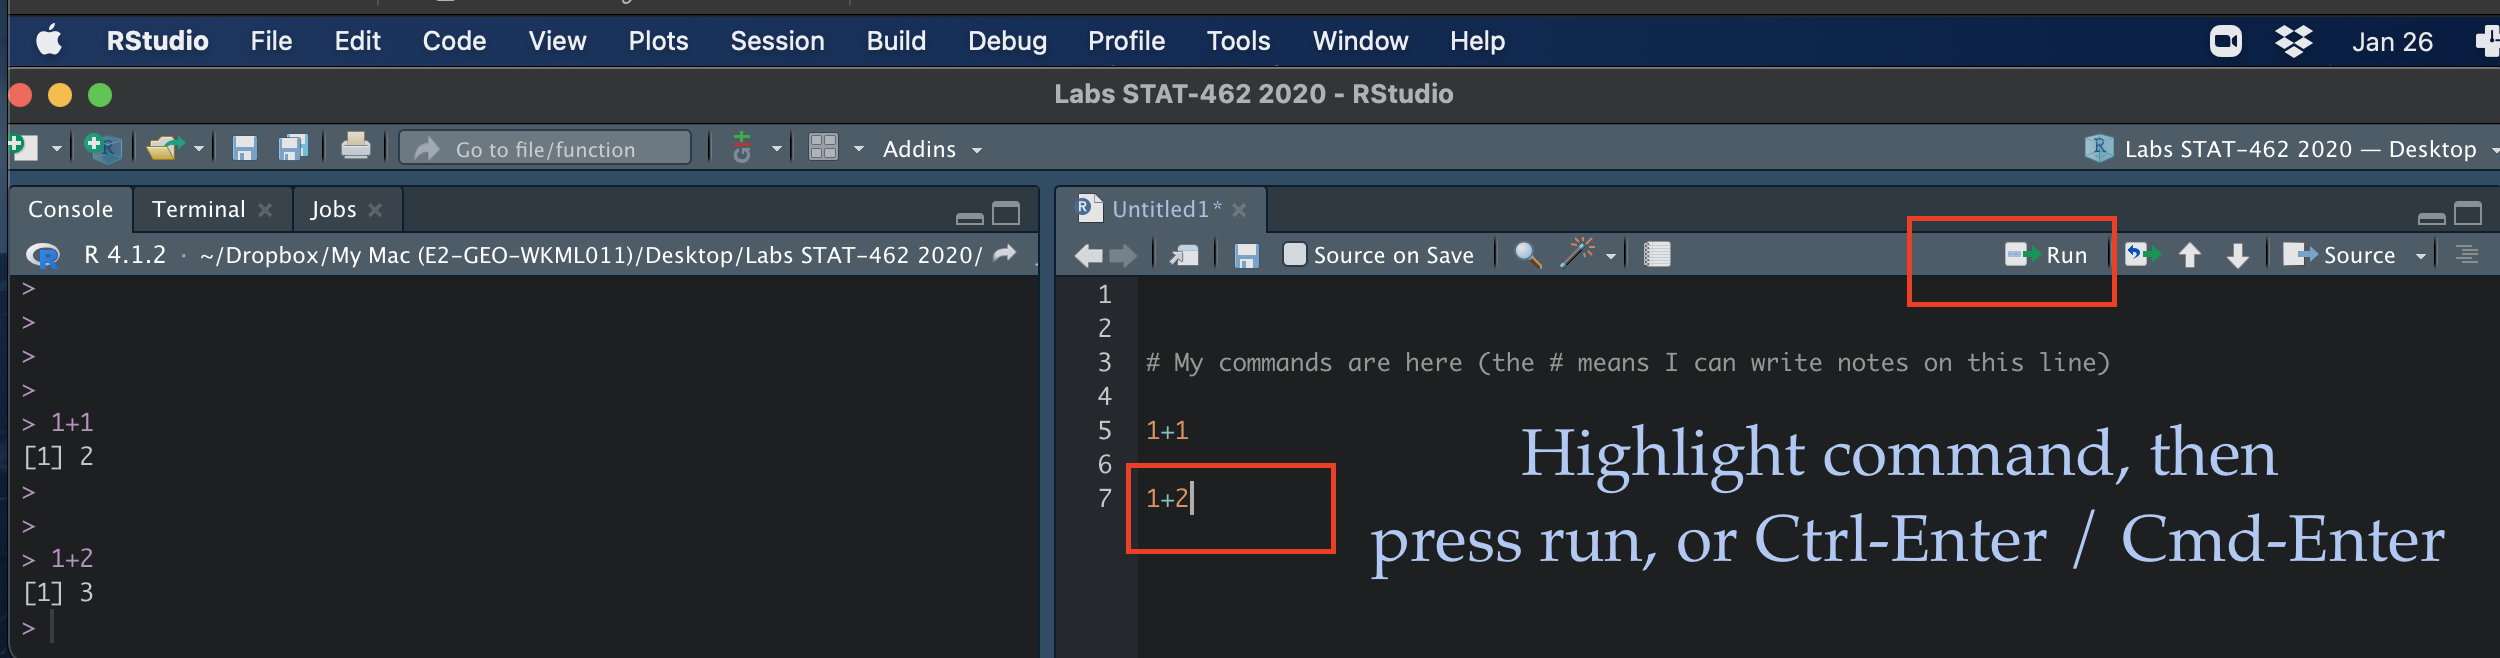 RStudio File Edit Code View Plots Session Build Debug Profile Tools Window Help Jan 26
Labs STAT-462 2020 - RStudio
Go to file/function Addins Labs STAT-462 2020 — Desktop
Console Terminal Jobs
R 4.1.2 · ~/Dropbox/My Mac (E2-GEO-WKML011)/Desktop/Labs STAT-462 2020/
>
>
>
>
> 1+1
[1] 2
>
>
> 1+2
[1] 3
>
Untitled1*
Source on Save Run Source
1
2
3 # My commands are here (the # means I can write notes on this line)
4
5 1+1
6
7 1+2
Highlight command, then
press run, or Ctrl-Enter / Cmd-Enter